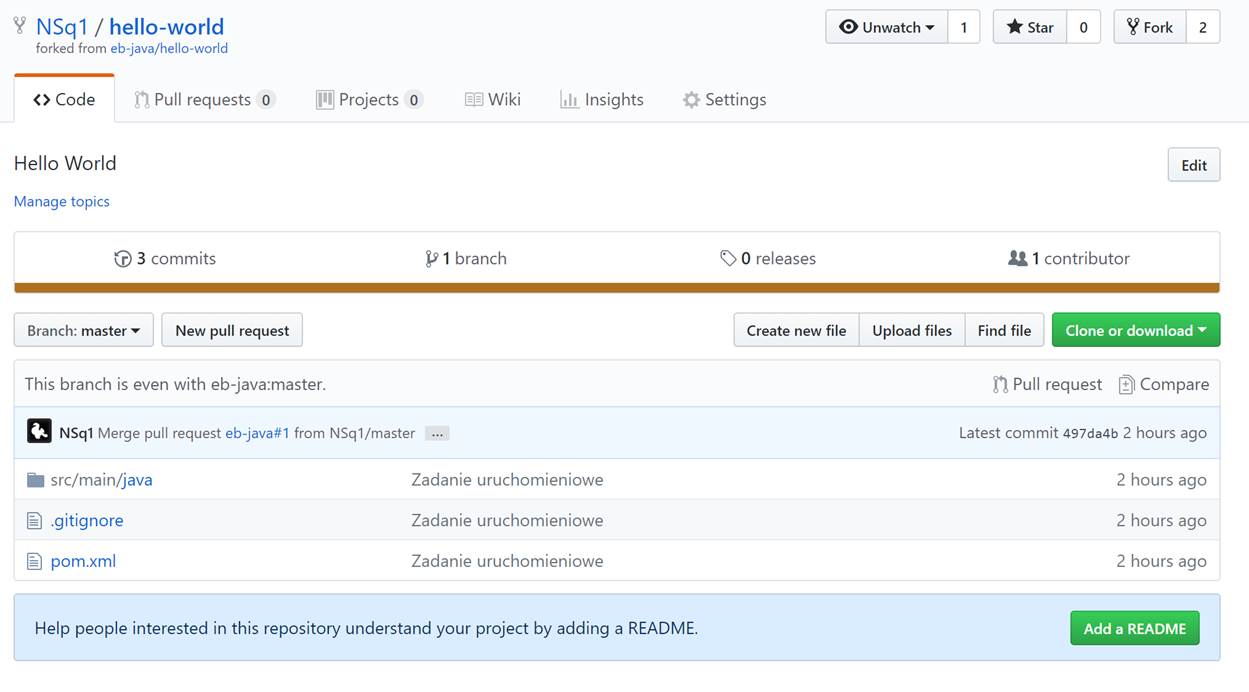 NSq1 / hello-world
Unwatch 1 Star 0 Fork 2
forked from eb-java/hello-world
Code Pull requests 0 Projects 0 Wiki Insights Settings
Hello World
Edit
Manage topics
3 commits 1 branch 0 releases 1 contributor
Branch: master New pull request Create new file Upload files Find file Clone or download
This branch is even with eb-java:master. Pull request Compare
NSq1 Merge pull request eb-java#1 from NSq1/master ... Latest commit 497da4b 2 hours ago
src/main/java Zadanie uruchomieniowe 2 hours ago
.gitignore Zadanie uruchomieniowe 2 hours ago
pom.xml Zadanie uruchomieniowe 2 hours ago
Help people interested in this repository understand your project by adding a README. Add a README